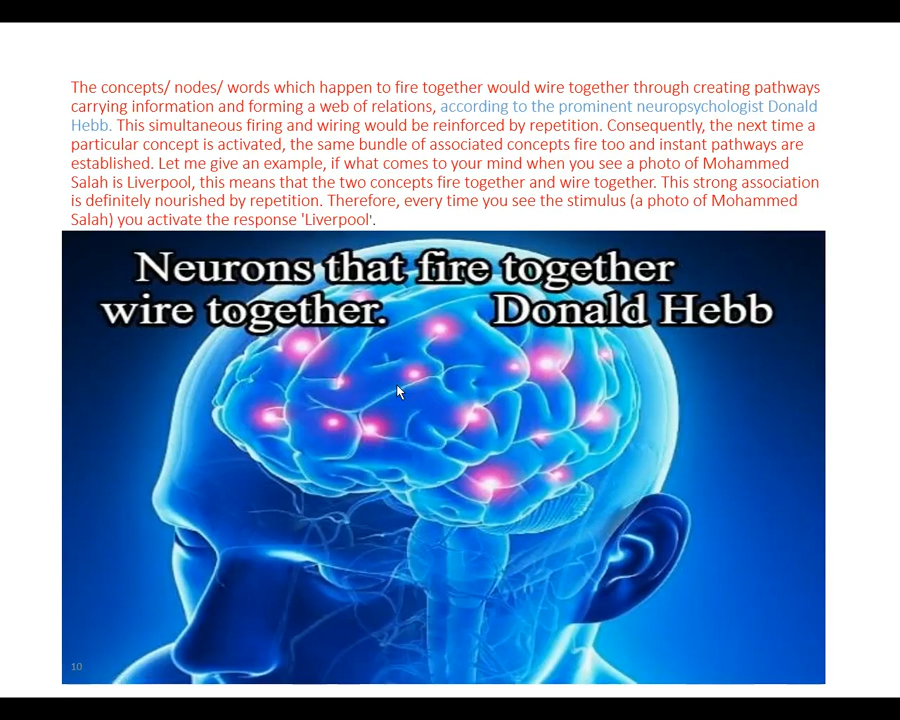 The concepts/ nodes/ words which happen to fire together would wire together through creating pathways
carrying information and forming a web of relations, according to the prominent neuropsychologist Donald
Hebb. This simultaneous firing and wiring would be reinforced by repetition. Consequently, the next time a
particular concept is activated, the same bundle of associated concepts fire too and instant pathways are
established. Let me give an example, if what comes to your mind when you see a photo of Mohammed
Salah is Liverpool, this means that the two concepts fire together and wire together. This strong association
is definitely nourished by repetition. Therefore, every time you see the stimulus (a photo of Mohammed
Salah) you activate the response 'Liverpool'.
Neurons that fire together
wire together. Donald Hebb
10